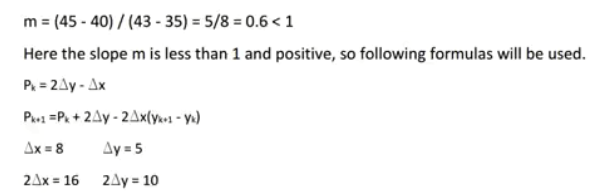 m = (45 - 40) / (43 - 35) = 5/8 = 0.6 < 1
Here the slope m is less than 1 and positive, so following formulas will be used.
Pₖ = 2△y - △x
Pₖ₊₁ =Pₖ + 2△y - 2△x(yₖ₊₁ - yₖ)
△x = 8 △y = 5
2△x = 16 2△y = 10